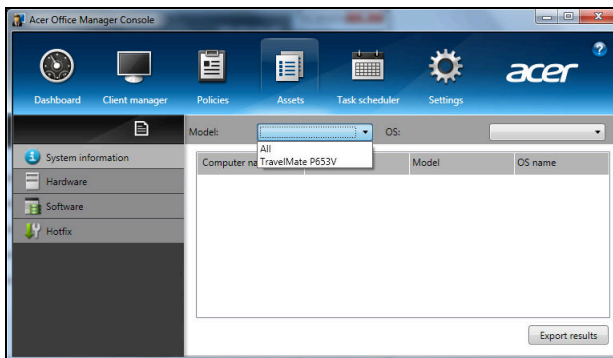 Acer Office Manager Console
acer
Dashboard Client manager Policies Assets Task scheduler Settings
Model: OS:
All
TravelMate P653V
System information
Hardware
Software
Hotfix
Computer na Model OS name
Export results